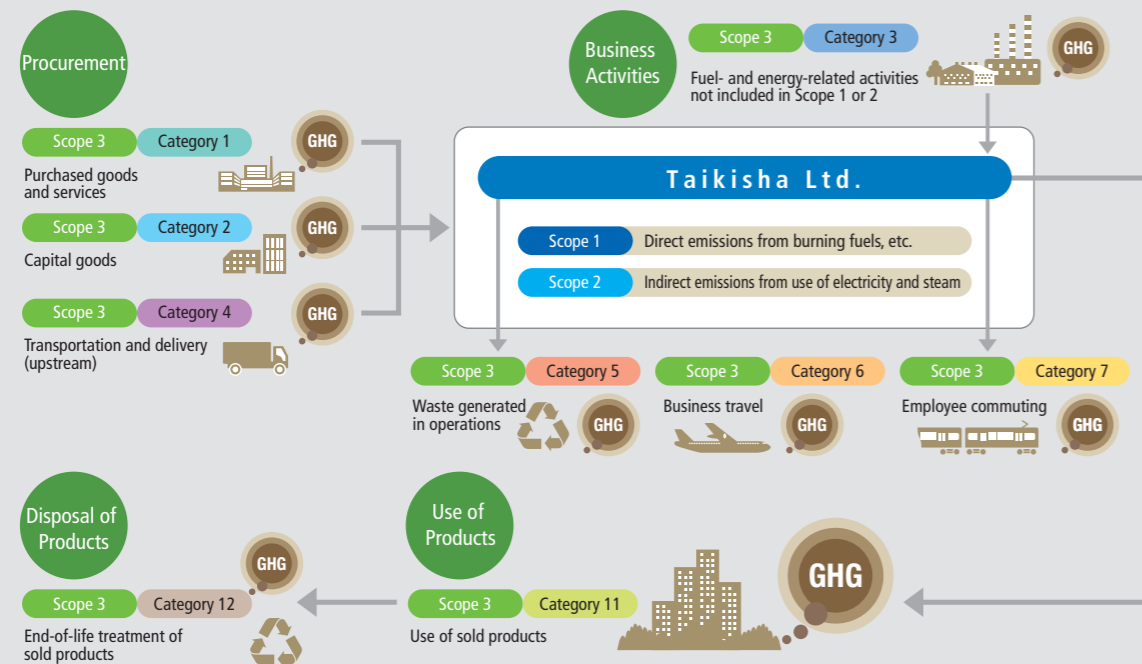 Procurement
Scope 3 Category 1
GHG
Purchased goods
and services
Scope 3 Category 2
GHG
Capital goods
Scope 3 Category 4
GHG
Transportation and delivery
(upstream)
Business
Activities
Scope 3 Category 3
GHG
Fuel- and energy-related activities
not included in Scope 1 or 2
Taikisha Ltd.
Scope 1 Direct emissions from burning fuels, etc.
Scope 2 Indirect emissions from use of electricity and steam
Scope 3 Category 5
Waste generated
in operations
GHG
Scope 3 Category 6
Business travel
GHG
Scope 3 Category 7
Employee commuting
GHG
Disposal of
Products
GHG
Scope 3 Category 12
End-of-life treatment of
sold products
Use of
Products
GHG
Scope 3 Category 11
Use of sold products